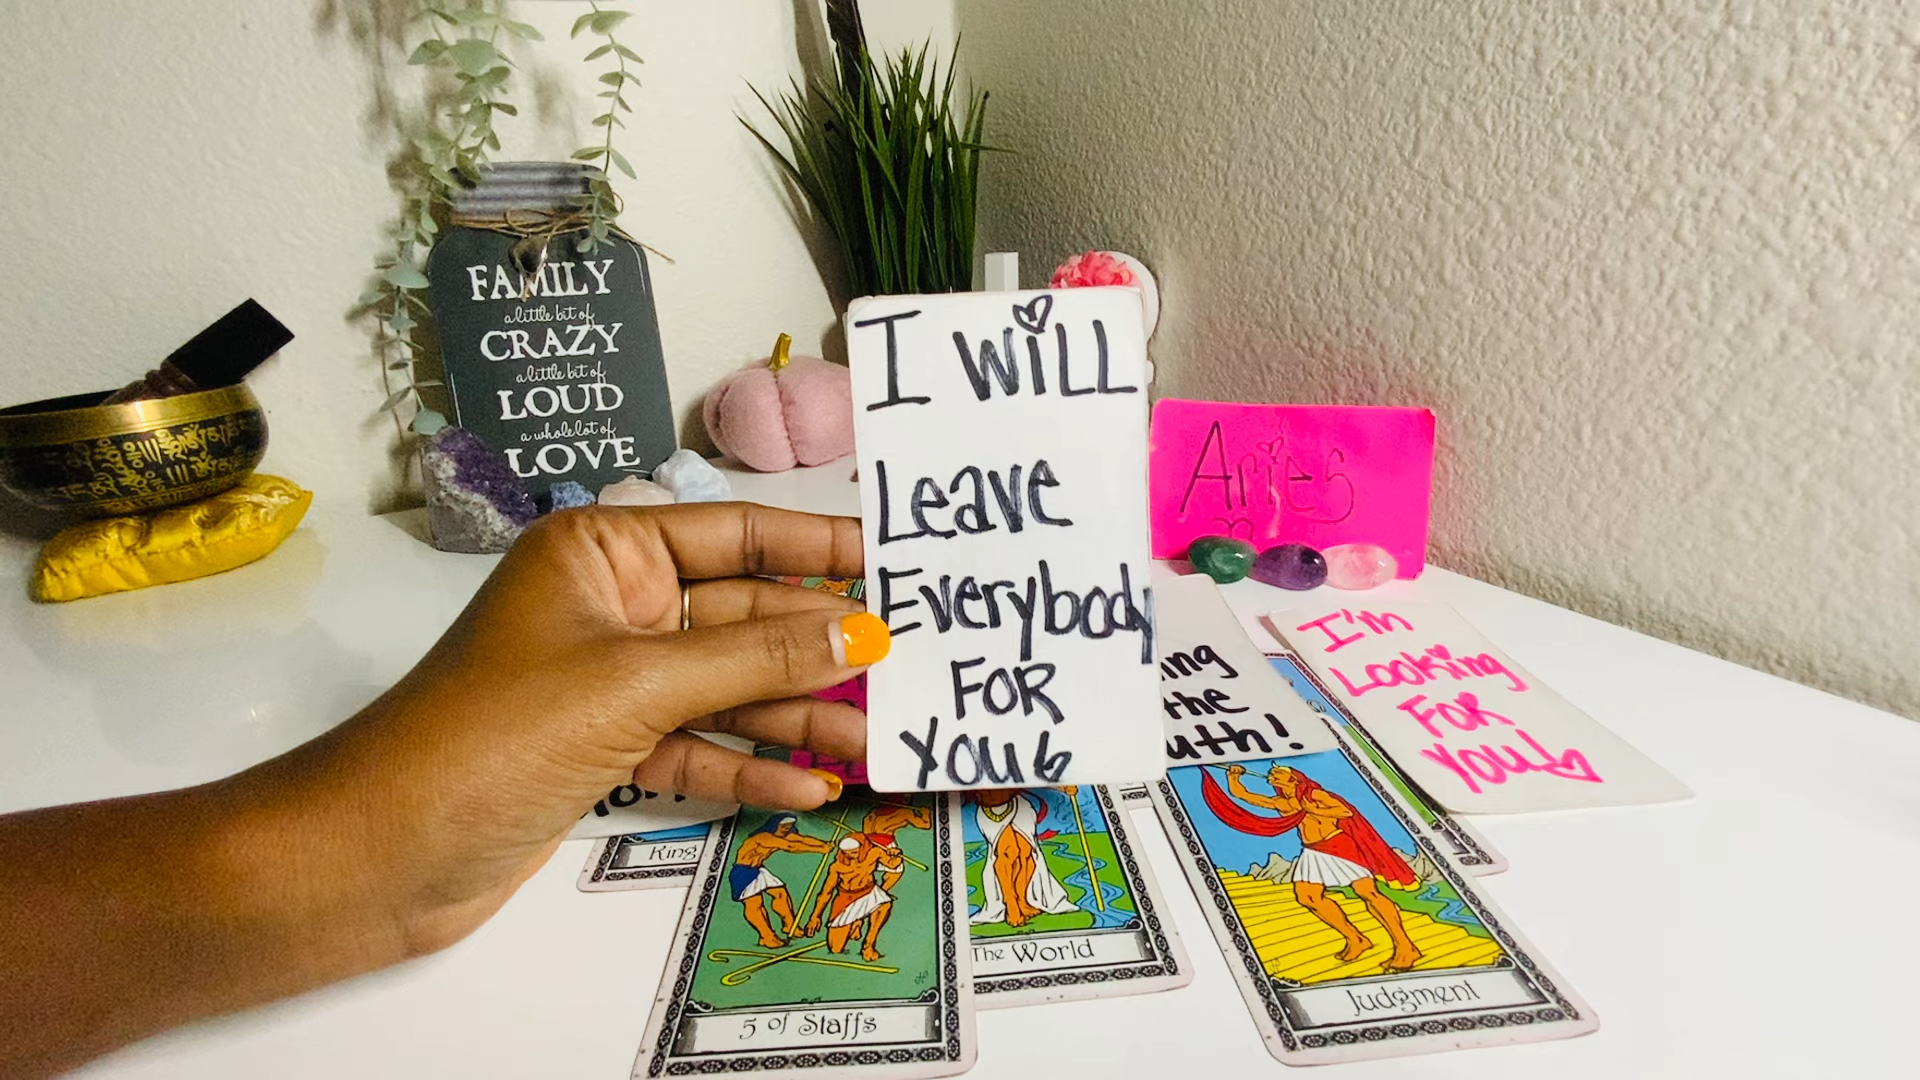 FAMILY
a little bit of
CRAZY
a little bit of
LOUD
a whole lot of
LOVE
I WiLL
Leave
Everybody
FOR
You
Aries
I'm
Looking
For
You
the
King
5 of Staffs
The World
Judgment